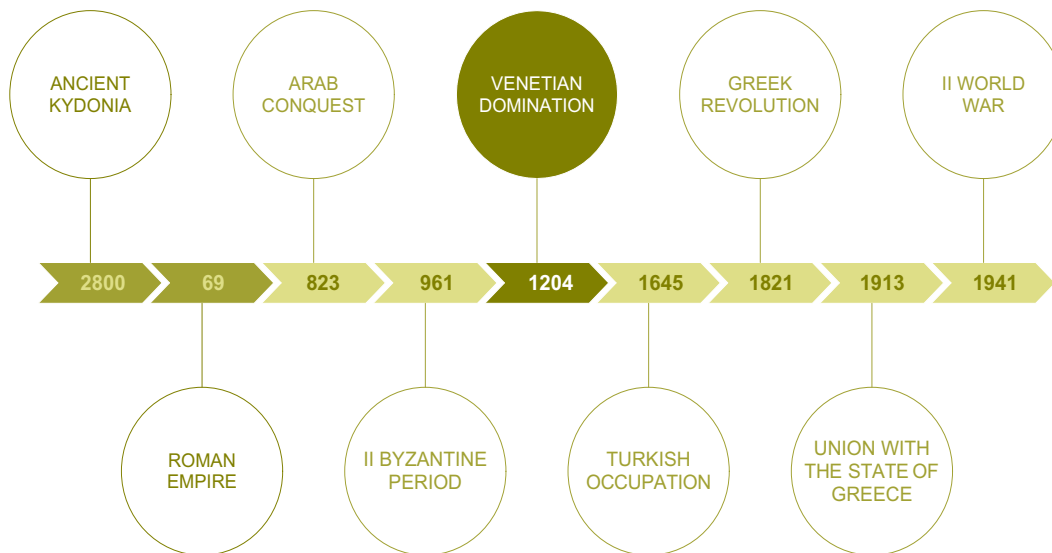 ANCIENT
KYDONIA
ARAB
CONQUEST
VENETIAN
DOMINATION
GREEK
REVOLUTION
II WORLD
WAR
2800
69
823
961
1204
1645
1821
1913
1941
ROMAN
EMPIRE
II BYZANTINE
PERIOD
TURKISH
OCCUPATION
UNION WITH
THE STATE OF
GREECE